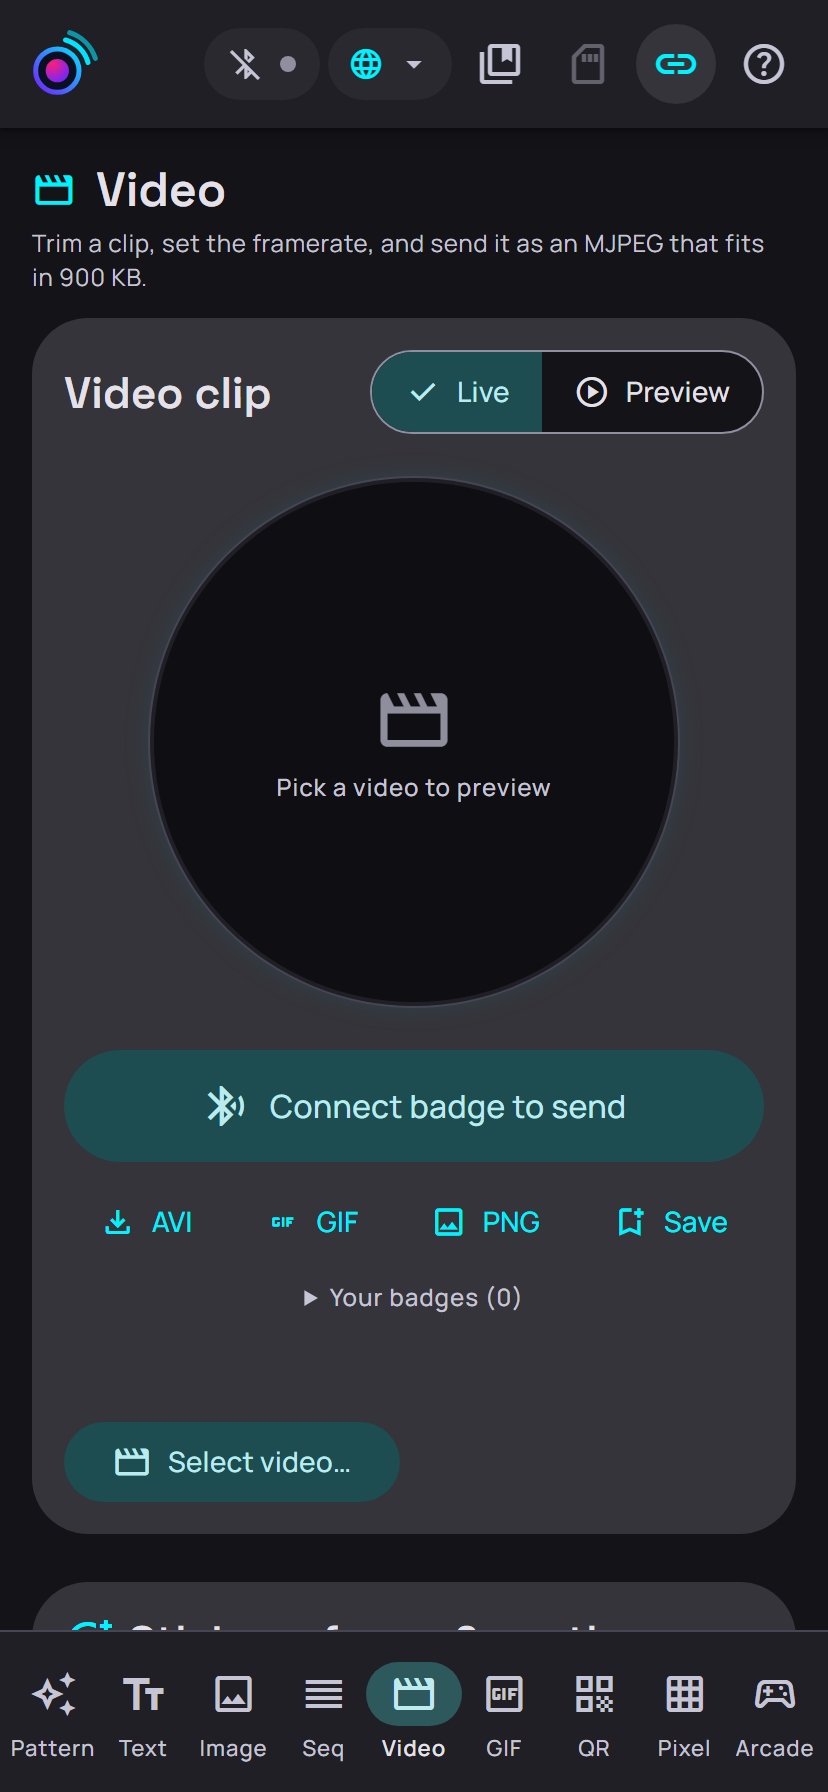 Video
Trim a clip, set the framerate, and send it as an MJPEG that fits
in 900 KB.
Video clip
Live
Preview
Pick a video to preview
Connect badge to send
AVI
GIF
GIF
PNG
Save
Your badges (0)
Select video...
GIF
Pattern
Text
Image
Seq
Video
GIF
QR
Pixel
Arcade